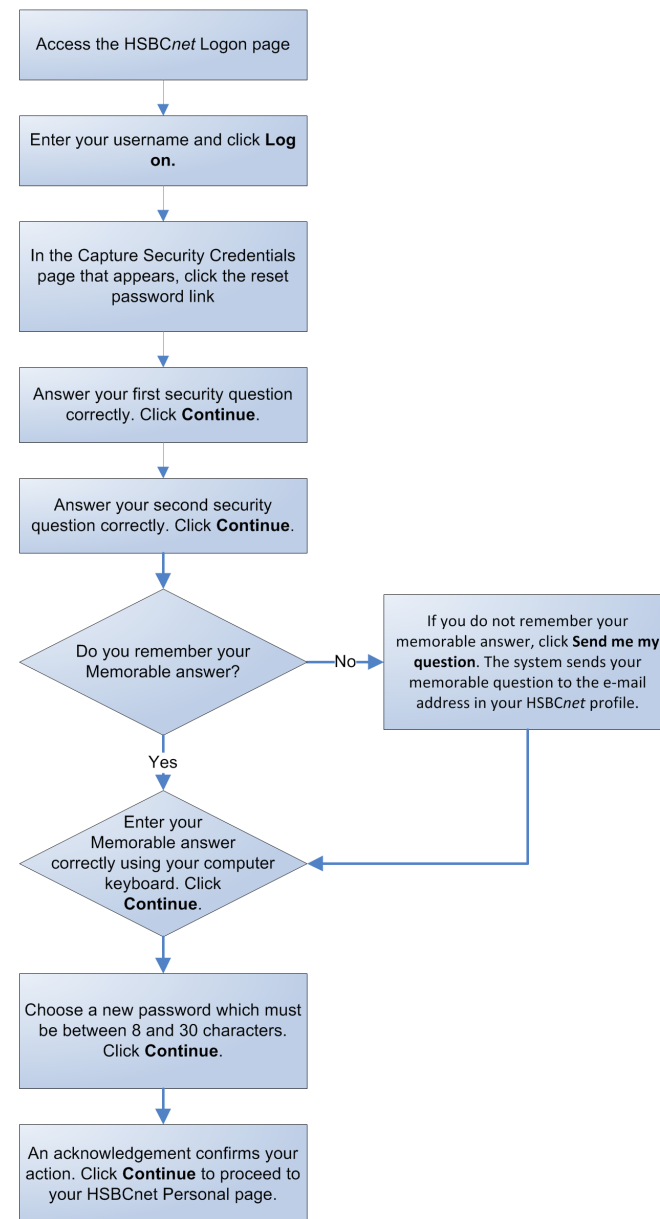 Access the HSBCnet Logon page
Enter your username and click Log
on.
In the Capture Security Credentials
page that appears, click the reset
password link
Answer your first security question
correctly. Click Continue.
Answer your second security
question correctly. Click Continue.
Do you remember your
Memorable answer?
No
If you do not remember your
memorable answer, click Send me my
question. The system sends your
memorable question to the e-mail
address in your HSBCnet profile.
Yes
Enter your
Memorable answer
correctly using your computer
keyboard. Click
Continue.
Choose a new password which must
be between 8 and 30 characters.
Click Continue.
An acknowledgement confirms your
action. Click Continue to proceed to
your HSBCnet Personal page.